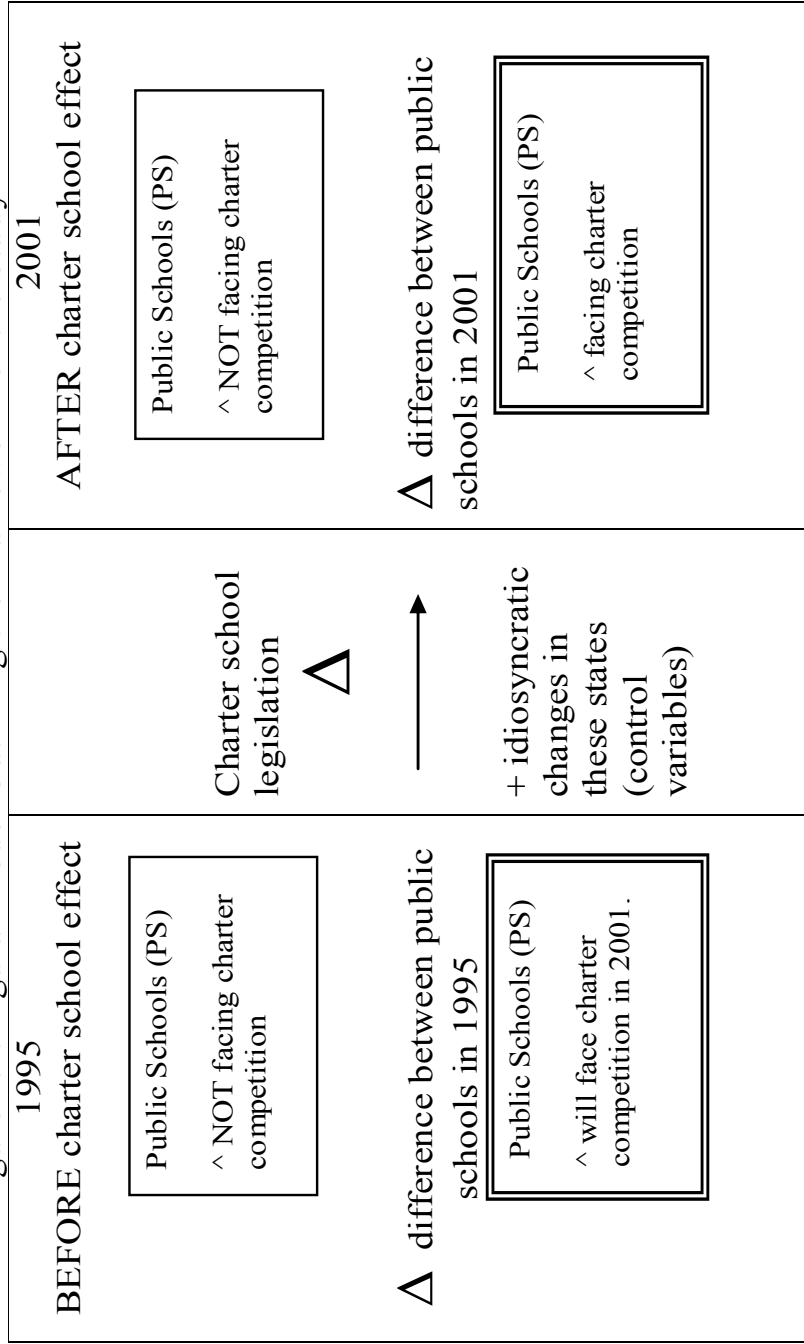 1995
BEFORE charter school effect
Public Schools (PS)
^ NOT facing charter
competition
Δ difference between public
schools in 1995
Public Schools (PS)
^ will face charter
competition in 2001.
Charter school
legislation
Δ
+ idiosyncratic
changes in
these states
(control
variables)
2001
AFTER charter school effect
Public Schools (PS)
^ NOT facing charter
competition
Δ difference between public
schools in 2001
Public Schools (PS)
^ facing charter
competition